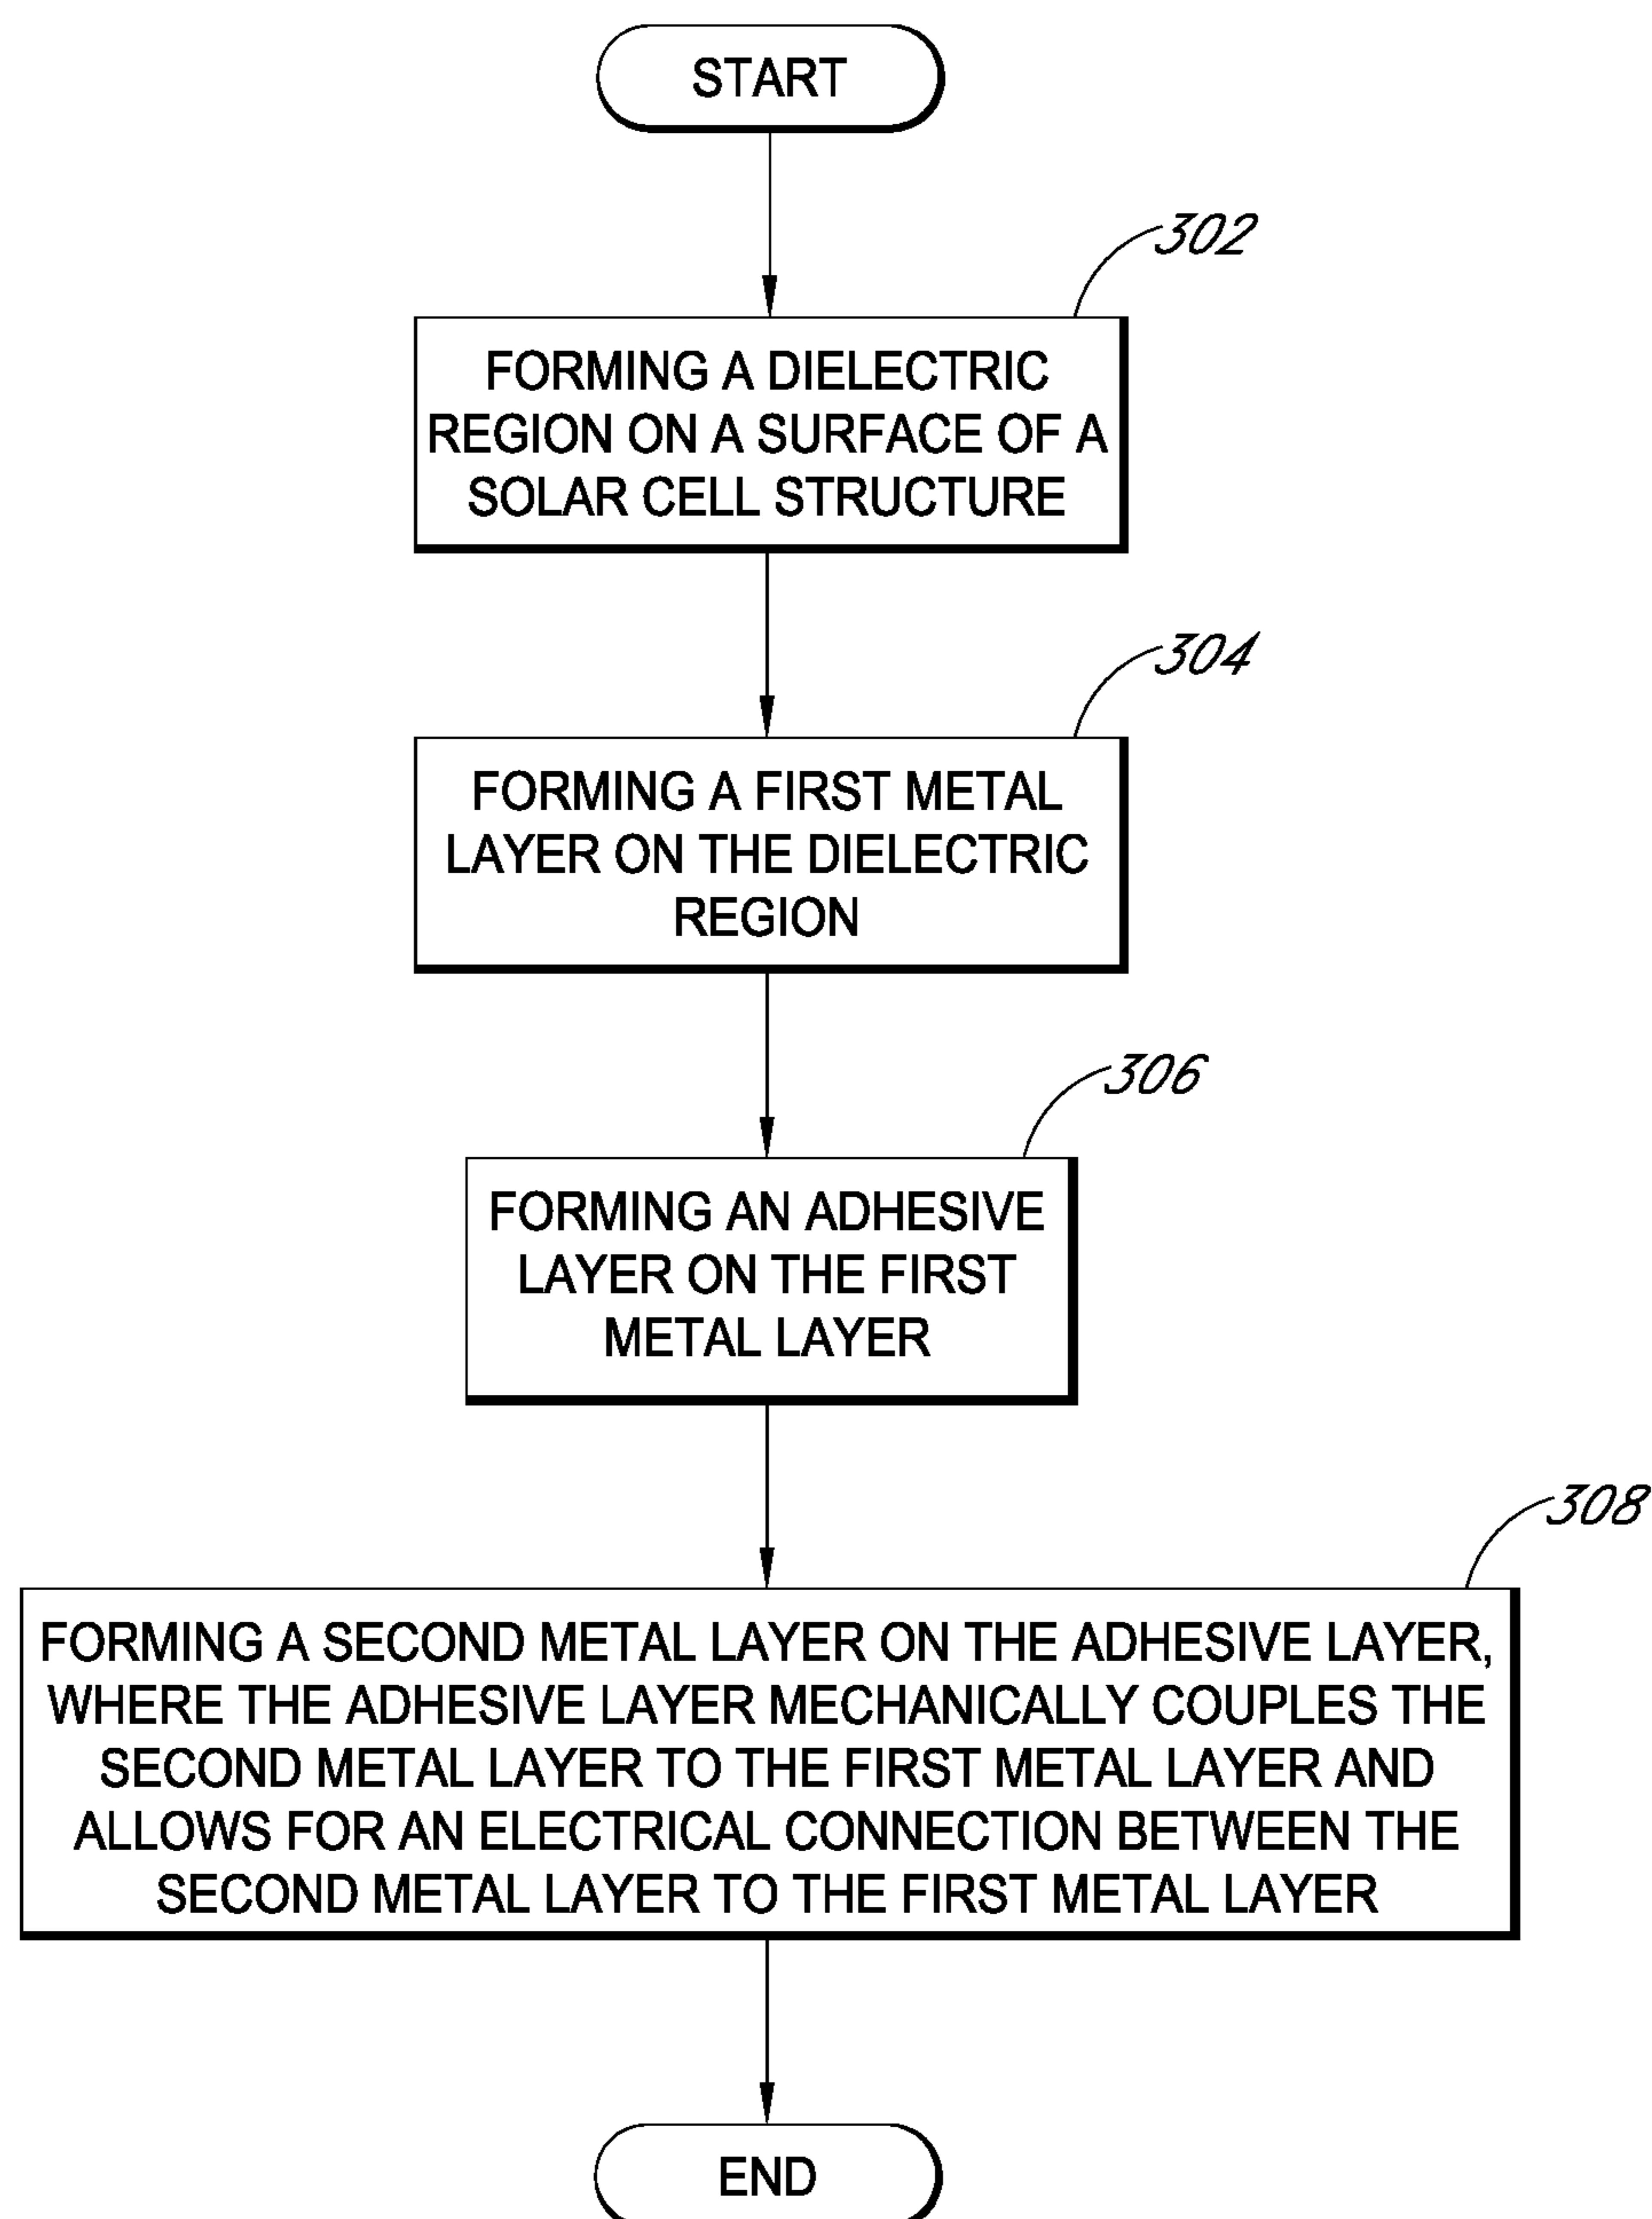 START
302
FORMING A DIELECTRIC
REGION ON A SURFACE OF A
SOLAR CELL STRUCTURE
304
FORMING A FIRST METAL
LAYER ON THE DIELECTRIC
REGION
306
FORMING AN ADHESIVE
LAYER ON THE FIRST
METAL LAYER
308
FORMING A SECOND METAL LAYER ON THE ADHESIVE LAYER,
WHERE THE ADHESIVE LAYER MECHANICALLY COUPLES THE
SECOND METAL LAYER TO THE FIRST METAL LAYER AND
ALLOWS FOR AN ELECTRICAL CONNECTION BETWEEN THE
SECOND METAL LAYER TO THE FIRST METAL LAYER
END